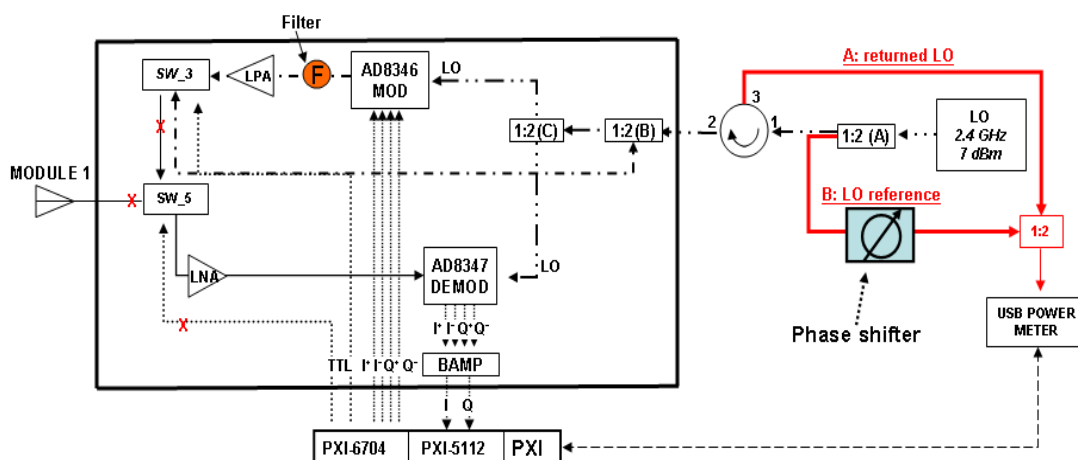 Filter
SW_3
LPA
F
AD8346
MOD
LO
A: returned LO
3
2
1
1:2(C)
1:2(B)
1:2 (A)
LO
2.4 GHz
7 dBm
X
MODULE 1
X
SW_5
B: LO reference
1:2
LNA
AD8347
DEMOD
LO
X
Phase shifter
USB POWER
METER
I+ I- Q+ Q-
TTL I+ I- Q+ Q-
BAMP
I Q
PXI-6704 PXI-5112 PXI